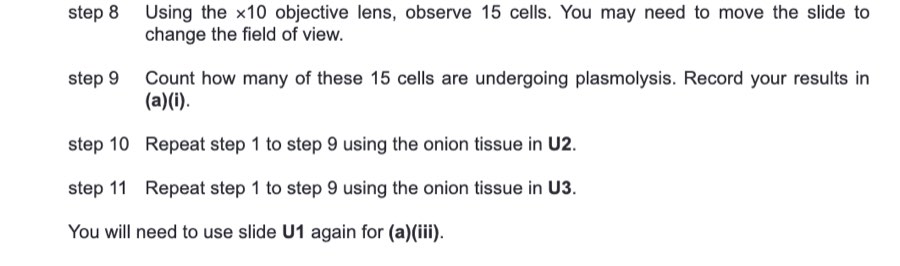 step 8 Using the ×10 objective lens, observe 15 cells. You may need to move the slide to
change the field of view.
step 9 Count how many of these 15 cells are undergoing plasmolysis. Record your results in
(a)(i).
step 10 Repeat step 1 to step 9 using the onion tissue in U2.
step 11 Repeat step 1 to step 9 using the onion tissue in U3.
You will need to use slide U1 again for (a)(iii).